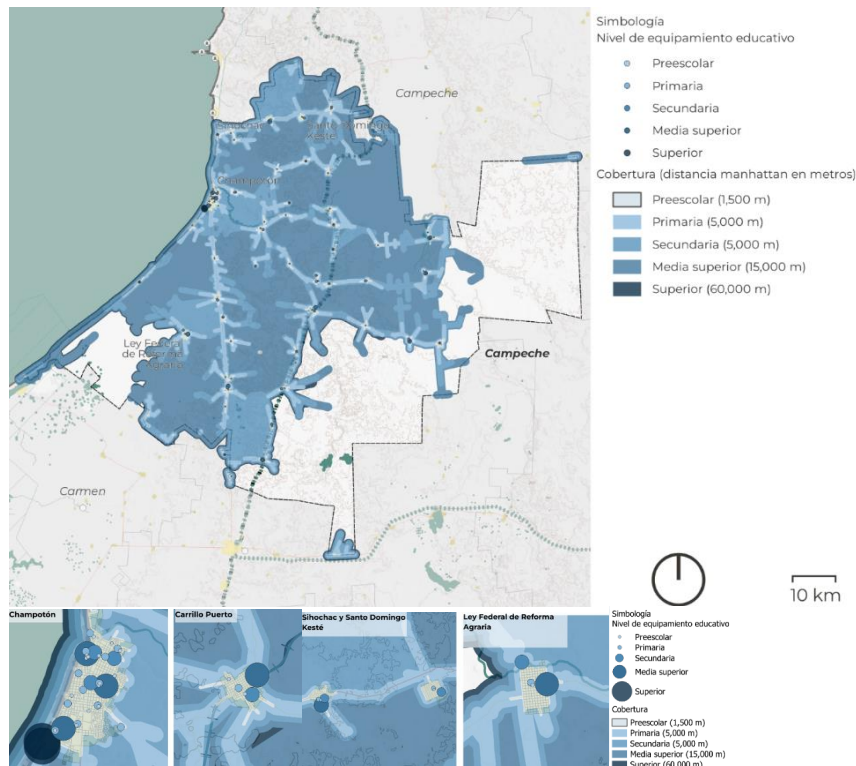 Simbología
Nivel de equipamiento educativo
Preescolar
Primaria
Secundaria
Media superior
Superior
Cobertura (distancia manhattan en metros)
Preescolar (1,500 m)
Primaria (5,000 m)
Secundaria (5,000 m)
Media superior (15,000 m)
Superior (60,000 m)
Campeche
Santo Domingo
Kesté
Champotón
Ley Federal
de Reforma
Agraria
Campeche
Carmen
10 km
Champotón
Carrillo Puerto
Sihochac y Santo Domingo
Kesté
Ley Federal de Reforma
Agraria
Simbología
Nivel de equipamiento educativo
Preescolar
Primaria
Secundaria
Media superior
Superior
Cobertura
Preescolar (1,500 m)
Primaria (5,000 m)
Secundaria (5,000 m)
Media superior (15,000 m)
Superior (60,000 m)